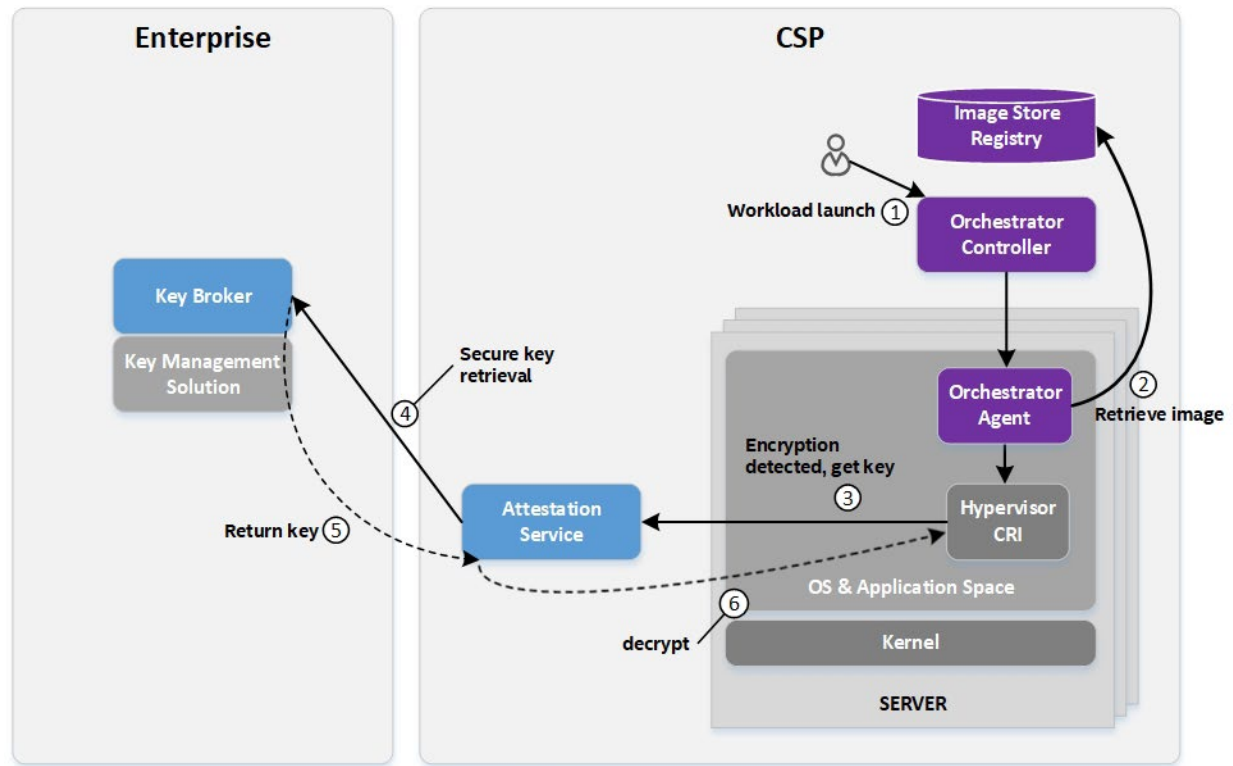 Enterprise
CSP
Image Store
Registry
Workload launch 1
Orchestrator
Controller
Key Broker
Key Management
Solution
Secure key
retrieval
4
Orchestrator
Agent
2
Retrieve image
Encryption
detected, get key
3
Attestation
Service
Hypervisor
CRI
Return key 5
OS & Application Space
6
decrypt
Kernel
SERVER